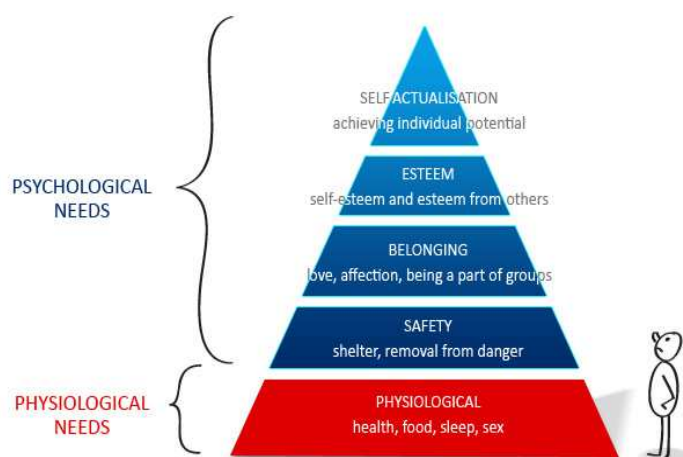 SELF ACTUALISATION
achieving individual potential
ESTEEM
self-esteem and esteem from others
PSYCHOLOGICAL
NEEDS
BELONGING
love, affection, being a part of groups
SAFETY
shelter, removal from danger
PHYSIOLOGICAL
NEEDS
PHYSIOLOGICAL
health, food, sleep, sex